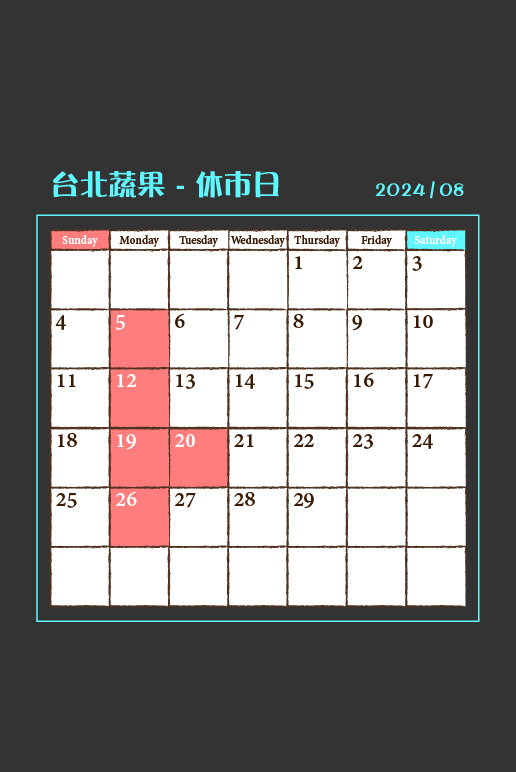 台北蔬果 - 休市日 2024/08
Sunday Monday Tuesday Wednesday Thursday Friday Saturday
1 2 3
4 5 6 7 8 9 10
11 12 13 14 15 16 17
18 19 20 21 22 23 24
25 26 27 28 29